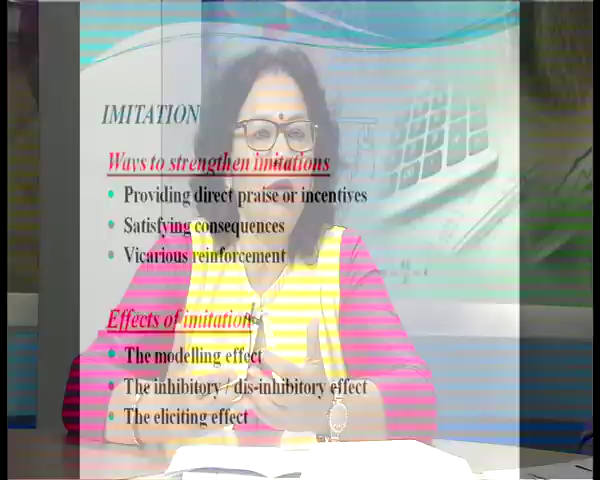 IMITATION
Ways to strengthen imitations
Providing direct praise or incentives
Satisfying consequences
Vicarious reinforcement
Effects of imitation
The modelling effect
The inhibitory / dis-inhibitory effect
The eliciting effect